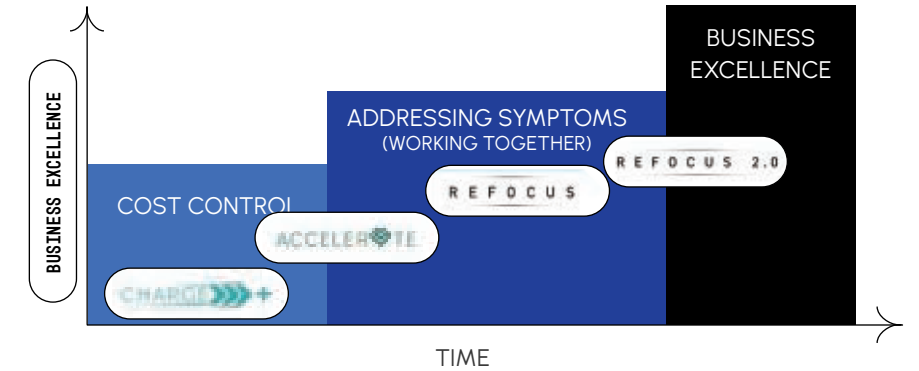 BUSINESS
EXCELLENCE
ADDRESSING SYMPTOMS
(WORKING TOGETHER)
REFOCUS 2.0
REFOCUS
COST CONTROL
ACCELERATE
CHARGE +
BUSINESS EXCELLENCE
TIME